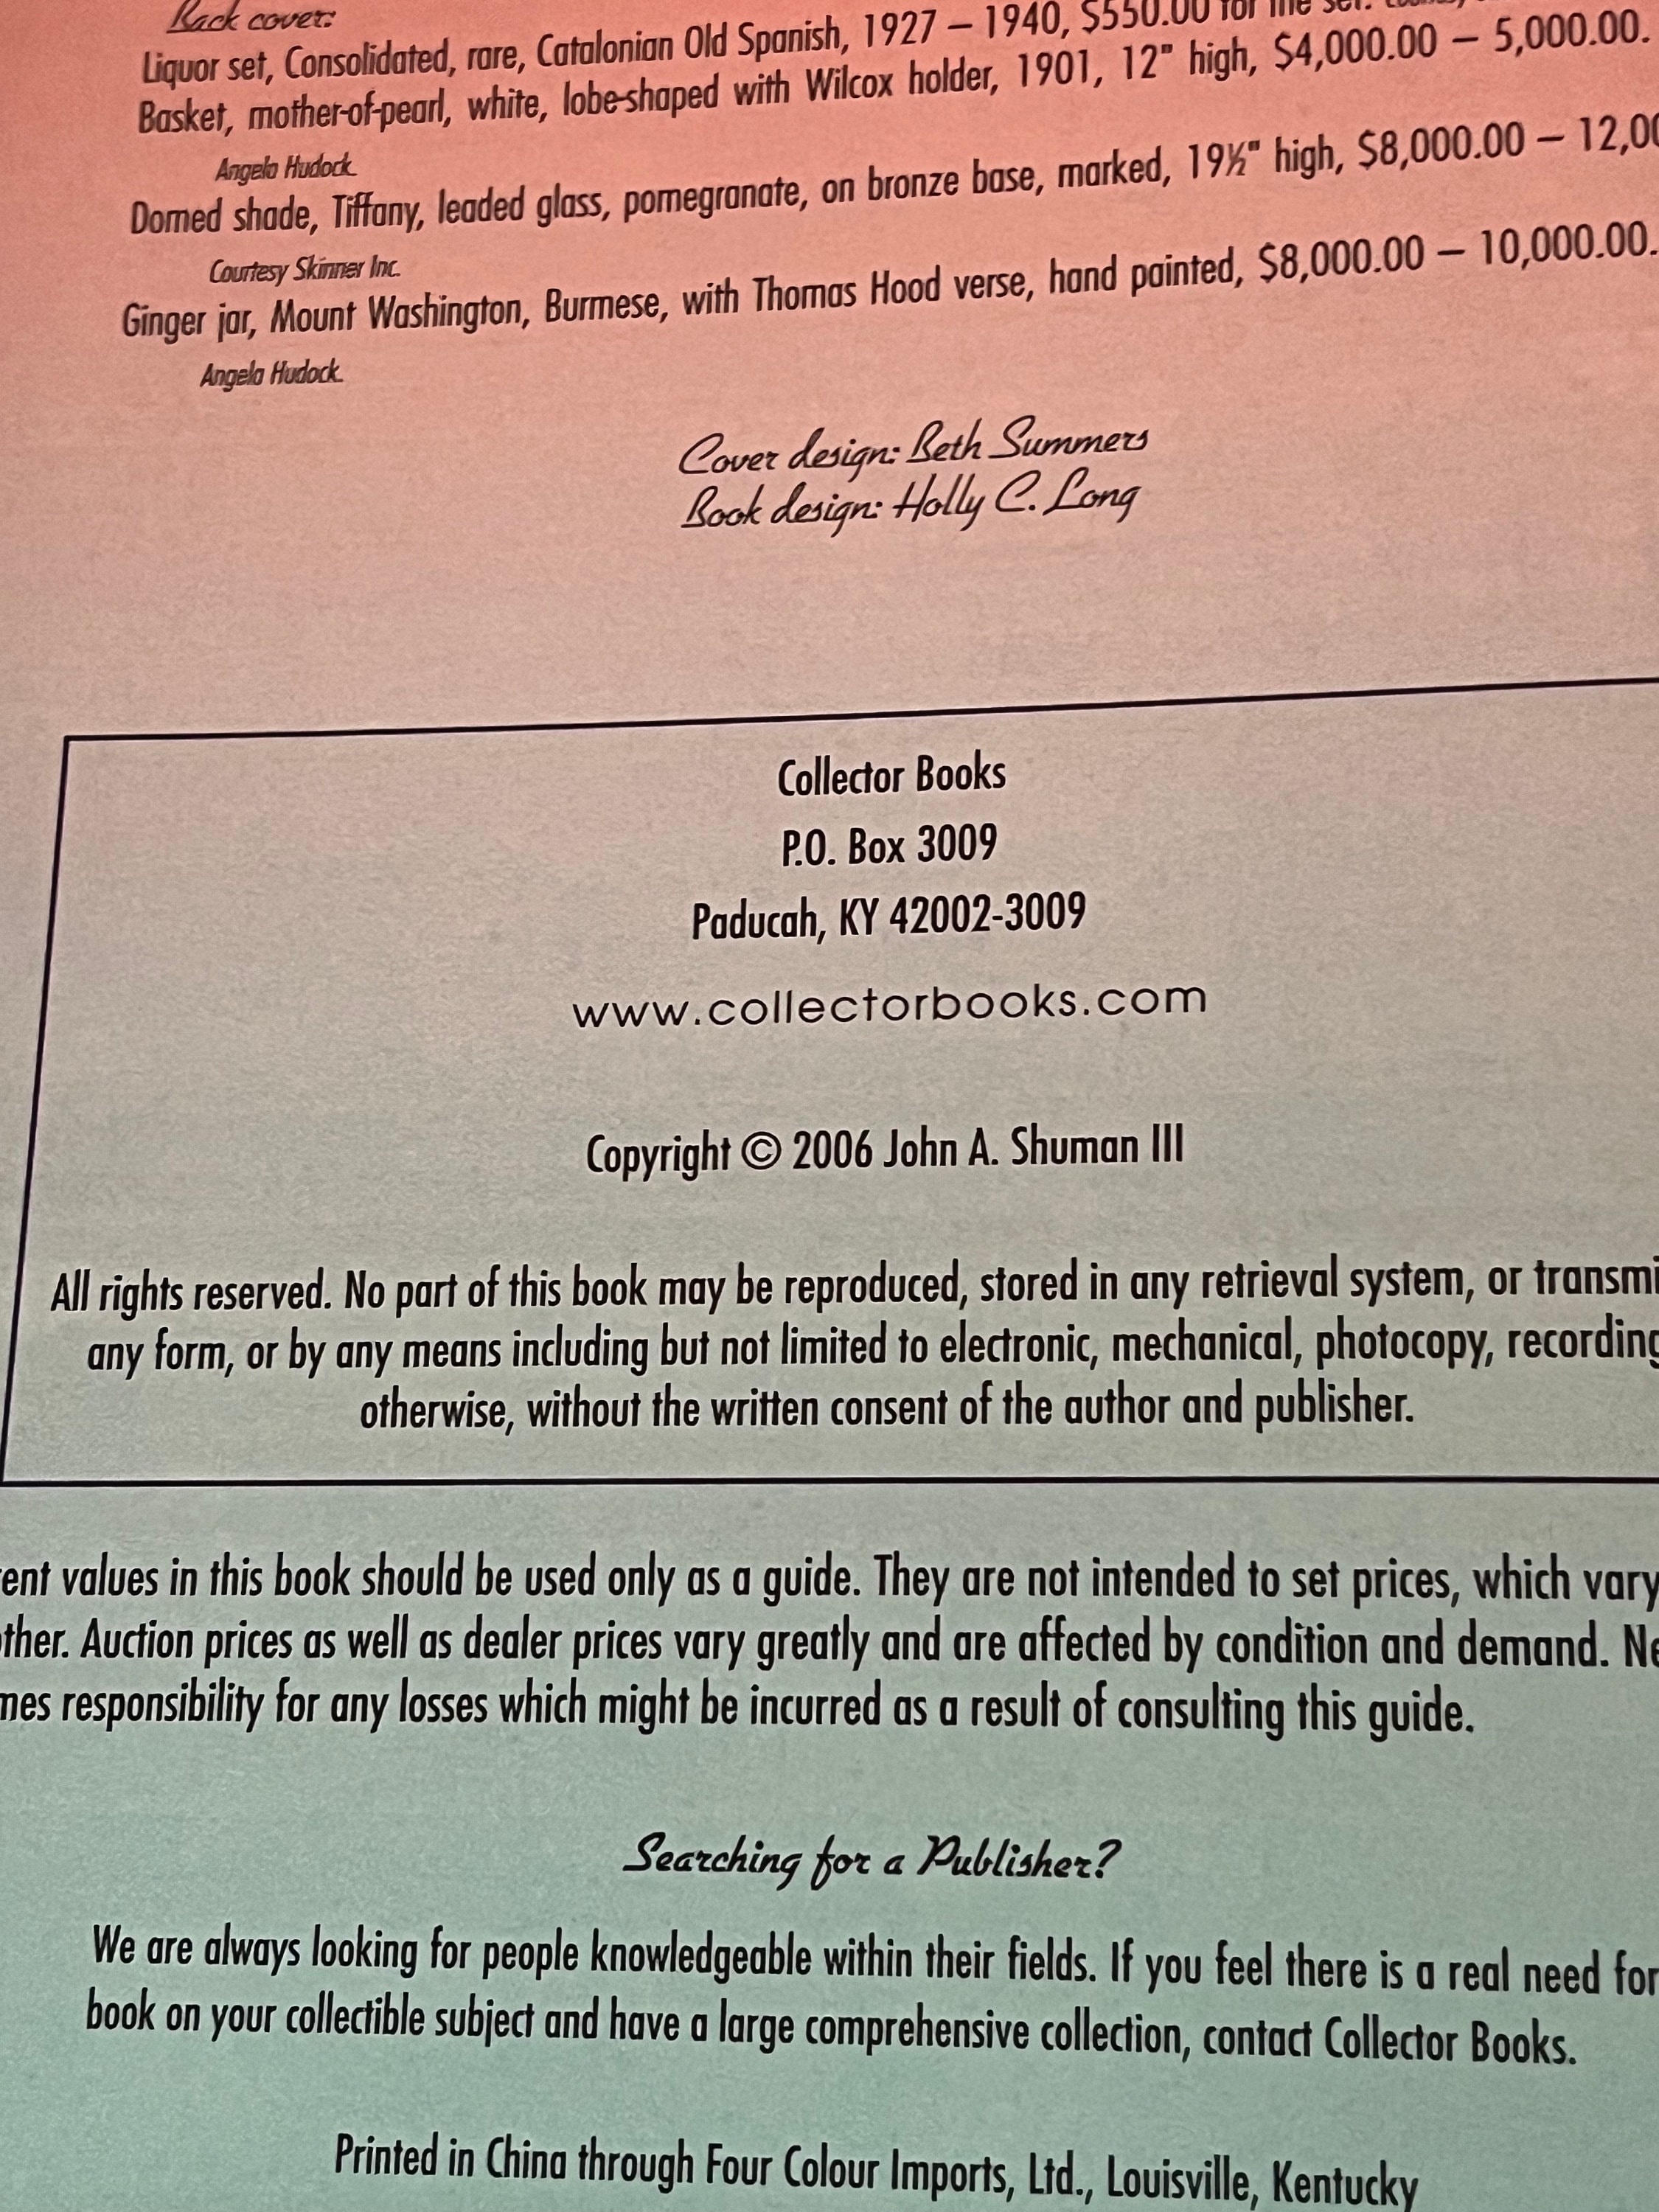 Back cover:
Liquor set, Consolidated, rare, Catalonian Old Spanish, 1927 – 1940, $550.00 for the set.
Basket, mother-of-pearl, white, lobe-shaped with Wilcox holder, 1901, 12" high, $4,000.00 – 5,000.00.
Angela Hudock.
Domed shade, Tiffany, leaded glass, pomegranate, on bronze base, marked, 19½" high, $8,000.00 – 12,00
Courtesy Skinner Inc.
Ginger jar, Mount Washington, Burmese, with Thomas Hood verse, hand painted, $8,000.00 – 10,000.00.
Angela Hudock.
Cover design: Beth Summers
Book design: Holly C. Long
Collector Books
P.O. Box 3009
Paducah, KY 42002-3009
www.collectorbooks.com
Copyright © 2006 John A. Shuman III
All rights reserved. No part of this book may be reproduced, stored in any retrieval system, or transmi
any form, or by any means including but not limited to electronic, mechanical, photocopy, recording
otherwise, without the written consent of the author and publisher.
ent values in this book should be used only as a guide. They are not intended to set prices, which vary
other. Auction prices as well as dealer prices vary greatly and are affected by condition and demand. Ne
mes responsibility for any losses which might be incurred as a result of consulting this guide.
Searching for a Publisher?
We are always looking for people knowledgeable within their fields. If you feel there is a real need for
book on your collectible subject and have a large comprehensive collection, contact Collector Books.
Printed in China through Four Colour Imports, Ltd., Louisville, Kentucky